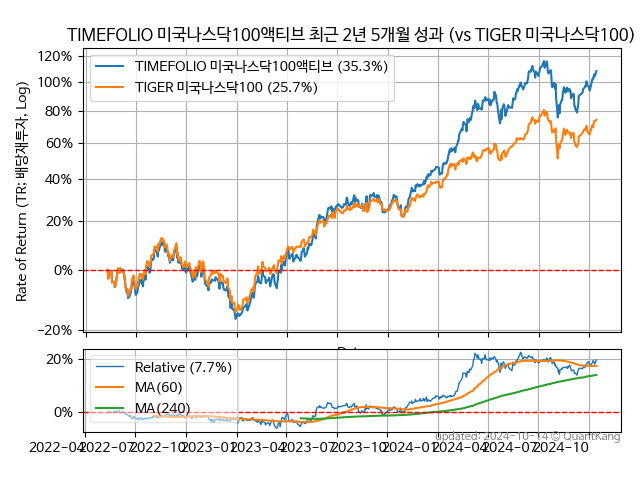 TIMEFOLIO 미국나스닥100액티브 최근 2년 5개월 성과 (vs TIGER 미국나스닥100)
Rate of Return (TR; 배당재투자, Log)
120%
100%
80%
60%
40%
20%
0%
−20%
TIMEFOLIO 미국나스닥100액티브 (35.3%)
TIGER 미국나스닥100 (25.7%)
20%
0%
Relative (7.7%)
MA(60)
MA(240)
Updated: 2024-10-14 © QuantKang
2022-04
2022-07
2022-10
2023-01
2023-04
2023-07
2023-10
2024-01
2024-04
2024-07
2024-10